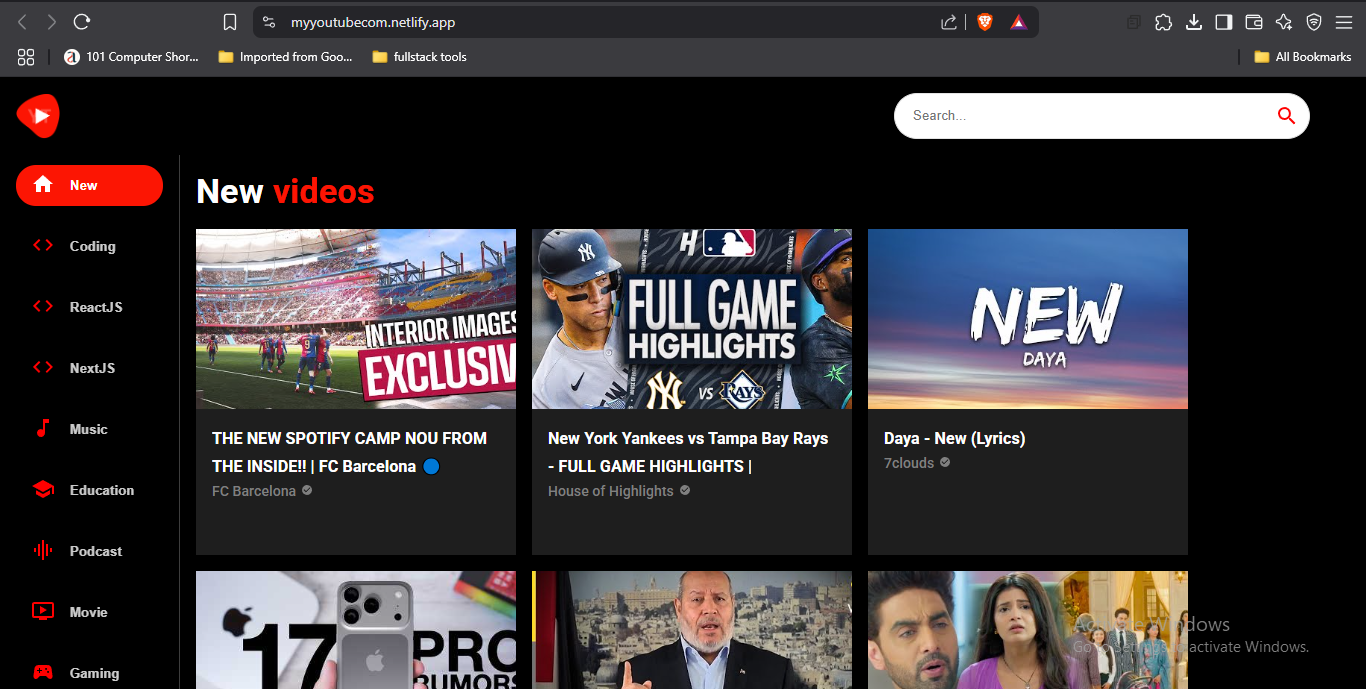 myyoutubecom.netlify.app
101 Computer Shor...
Imported from Goo...
fullstack tools
All Bookmarks
Search...
New
Coding
ReactJS
NextJS
Music
Education
Podcast
Movie
Gaming
New videos
INTERIOR IMAGES
EXCLUSIV
THE NEW SPOTIFY CAMP NOU FROM
THE INSIDE!! | FC Barcelona 🔵
FC Barcelona
H
FULL GAME
HIGHLIGHTS
VS
RAYS
New York Yankees vs Tampa Bay Rays
- FULL GAME HIGHLIGHTS |
House of Highlights
NEW
DAYA
Daya - New (Lyrics)
7clouds
17 PRO
RUMORS
Windows
Go to Settings to activate Windows.